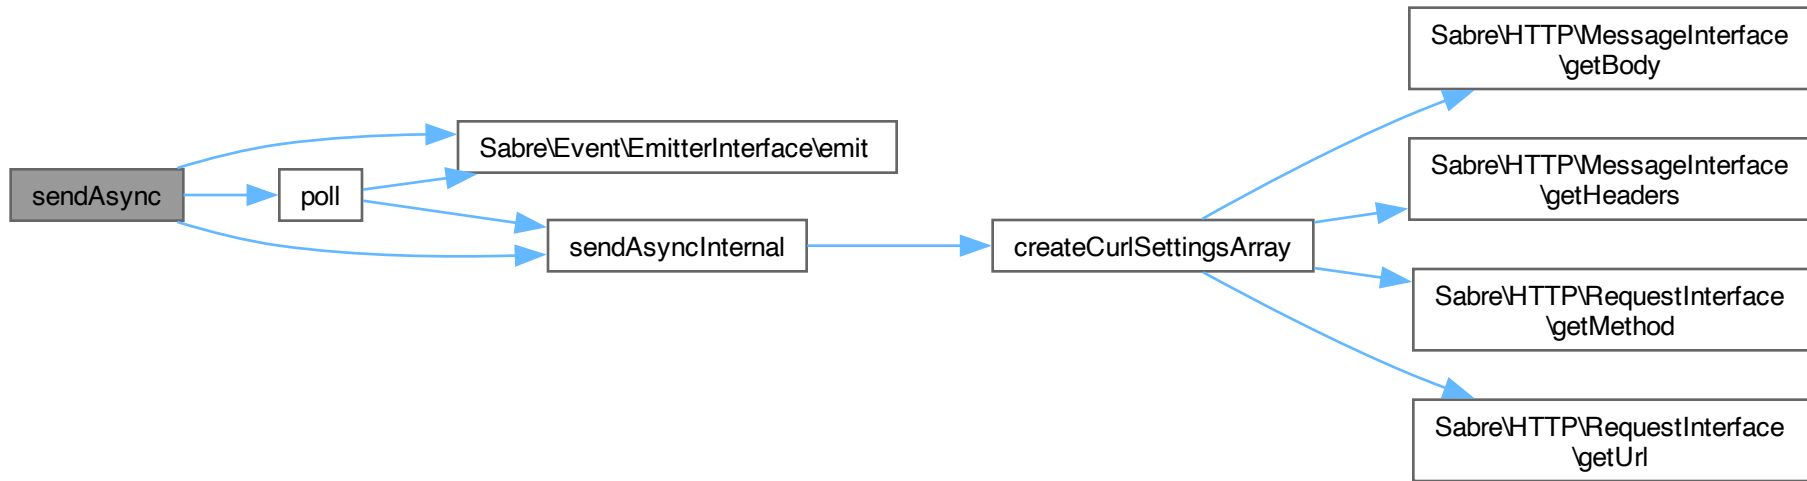 sendAsync
poll
Sabre\Event\EmitterInterface\emit
sendAsyncInternal
createCurlSettingsArray
Sabre\HTTP\MessageInterface
\getBody
Sabre\HTTP\MessageInterface
\getHeaders
Sabre\HTTP\RequestInterface
\getMethod
Sabre\HTTP\RequestInterface
\getUrl